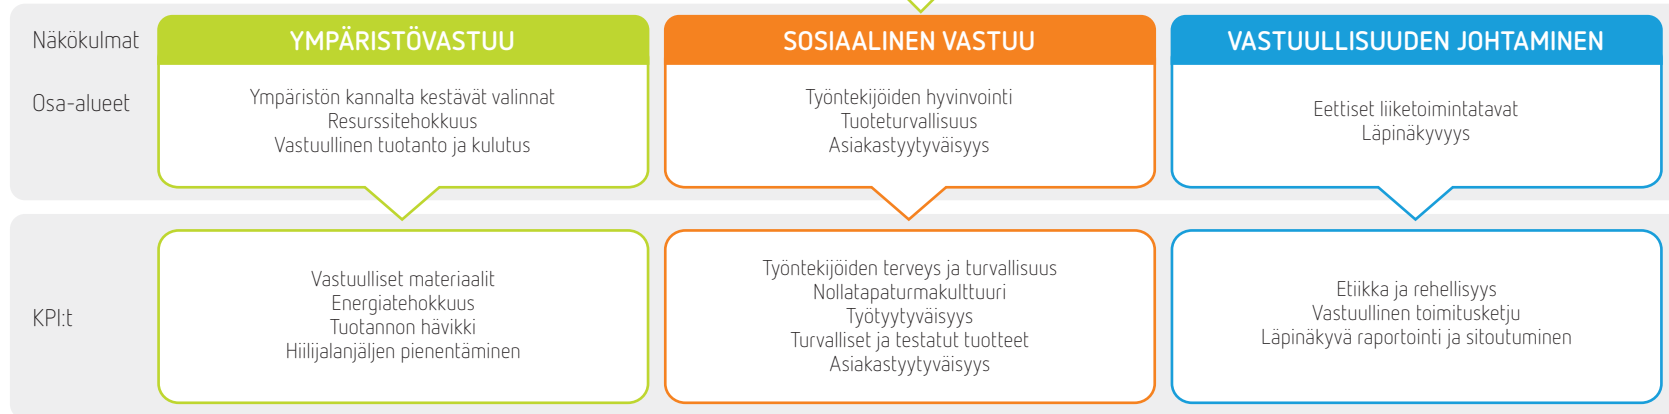 Näkökulmat
YMPÄRISTÖVASTUU
SOSIAALINEN VASTUU
VASTUULLISUUDEN JOHTAMINEN
Osa-alueet
Ympäristön kannalta kestävät valinnat
Resurssitehokkuus
Vastuullinen tuotanto ja kulutus
Työntekijöiden hyvinvointi
Tuoteturvallisuus
Asiakastyytyväisyys
Eettiset liiketoimintatavat
Läpinäkyvyys
KPI:t
Vastuulliset materiaalit
Energiatehokkuus
Tuotannon hävikki
Hiilijalanjäljen pienentäminen
Työntekijöiden terveys ja turvallisuus
Nollatapaturmakulttuuri
Työtyytyväisyys
Turvalliset ja testatut tuotteet
Asiakastyytyväisyys
Etiikka ja rehellisyys
Vastuullinen toimitusketju
Läpinäkyvä raportointi ja sitoutuminen